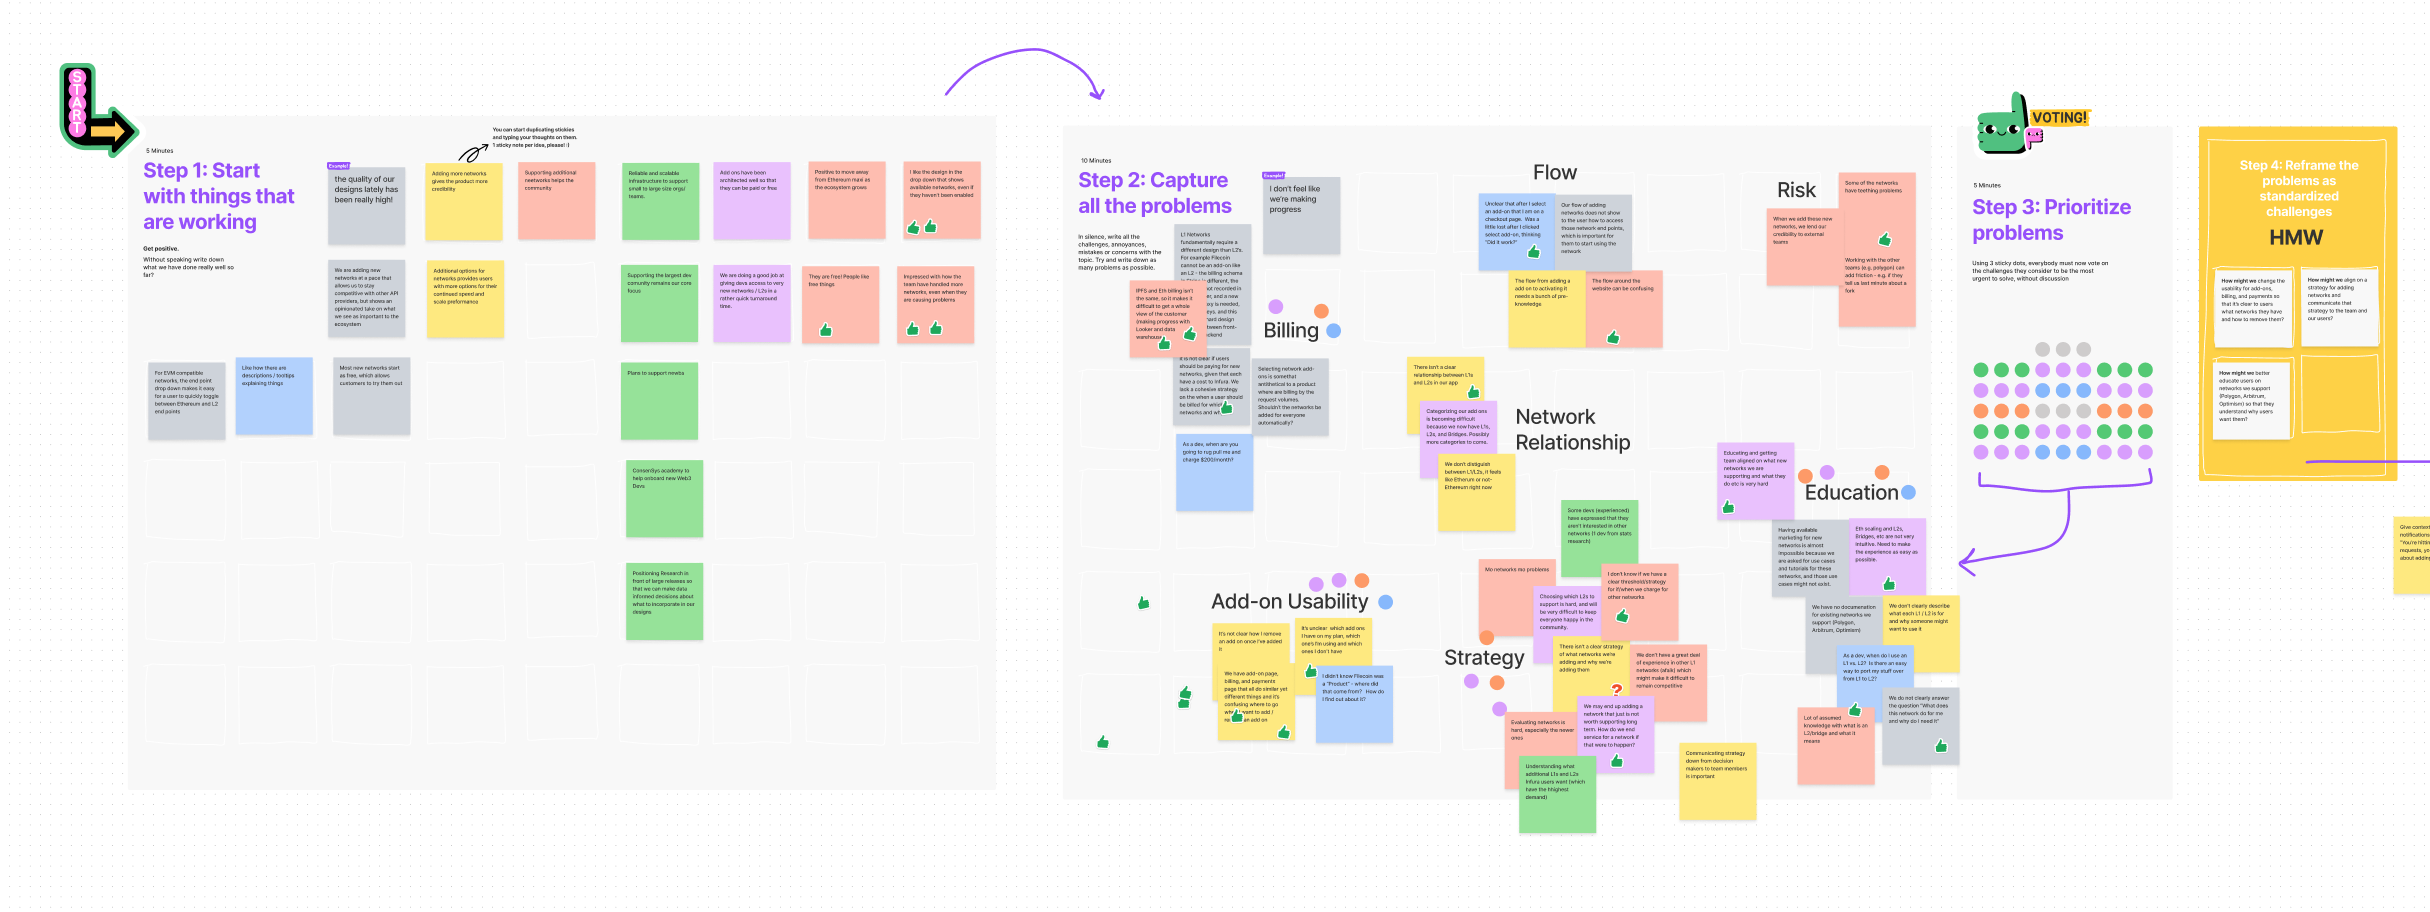 START
5 Minutes
Step 1: Start
with things that
are working
Get positive.
Without speaking write down
what we have done really well so
far?
You can start duplicating stickies
and typing your thoughts on them.
1 sticky note per idea, please! :)
Example!
the quality of our
designs lately has
been really high!
Adding more networks
gives the product more
credibility
Supporting additional
networks helps the
community.
Reliable and scalable
infrastructure to support
small to large size orgs/
teams.
Add ons have been
architected well so that
they can be paid or free
Positive to move away
from Ethereum maxi as
the ecosystem grows
I like the design in the
drop down that shows
available networks, even if
they haven't been enabled
We are adding new
networks at a pace that
allows us to stay
competitive with other API
providers, but shows an
opinionated take on what
we see as important to the
ecosystem
Additional options for
networks provides users
with more options for their
continued speed and
scale preformance
Supporting the largest dev
comunity remains our core
focus
We are doing a good job at
giving devs access to very
new networks / L2s in a
rather quick turnaround
time.
They are free! People like
free things
Impressed with how the
team have handled more
networks, even when they
are causing problems
For EVM compatible
networks, the end point
drop down makes it easy
for a user to quickly toggle
between Ethereum and L2
end points
Like how there are
descriptions / tooltips
explaining things
Most new networks start
as free, which allows
customers to try them out
Plans to support newbs
ConsenSys academy to
help onboard new Web3
Devs
Positioning Research in
front of large releases so
that we can make data
informed decisions about
what to incorporate in our
designs
10 Minutes
Step 2: Capture
all the problems
In silence, write all the
challenges, annoyances,
mistakes or concerns with the
topic. Try and write down as
many problems as possible.
Example!
I don't feel like
we're making
progress
L1 Networks
fundamentally require a
different design than L2's.
For example Filecoin
cannot be an add-on like
an L2 - the billing schema
different, the
not recorded in
and a new
is needed,
and this
hard design
between front-
IPFS and Eth billing isn't
the same, so it makes it
difficult to get a whole
view of the customer
(making progress with
Looker and data
warehouse
Billing
It is not clear if users
should be paying for new
networks, given that each
have a cost to Infura. We
lack a cohesive strategy
on the when a user should
be billed for which
networks and
Selecting network add-
ons is somethat
antithetical to a product
where are billing by the
request volumes.
Shouldn't the networks be
added for everyone
automatically?
As a dev, when are you
going to rug pull me and
charge $200/month?
Flow
Unclear that after I select
an add-on that I am on a
checkout page. Was a
little lost after I clicked
select add-on, thinking
"Did it work?"
Our flow of adding
networks does not show
to the user how to access
those network end points,
which is important for
them to start using the
network
The flow from adding a
add on to activating it
needs a bunch of pre-
knowledge.
The flow around the
website can be confusing
Risk
Some of the networks
have teething problems
When we add these new
networks, we lend our
credibility to external
teams
Working with the other
teams (e.g. polygon) can
add friction - e.g. if they
tell us last minute about a
fork
There isn't a clear
relationship between L1s
and L2s in our app
Categorizing our add ons
is becoming difficult
because we now have L1s,
L2s, and Bridges. Possibly
more categories to come.
We don't distiguish
between L1/L2s, it feels
like Etherum or not-
Ethereum right now
Network
Relationship
Educating and getting
team aligned on what new
networks we are
supporting and what they
do etc is very hard
Education
Having available
marketing for new
networks is almost
impossible because we
are asked for use cases
and tutorials for these
networks, and those use
cases might not exist.
Eth scaling and L2s,
Bridges, etc are not very
intuitive. Need to make
the experience as easy as
possible.
We have no documenation
for existing networks we
support (Polygon,
Arbitrum, Optimism)
We don't clearly describe
what each L1 / L2 is for
and why someone might
want to use it
As a dev, when do I use an
L1 vs. L2? Is there an easy
way to port my stuff over
from L1 to L2?
We do not clearly answer
the question "What does
this network do for me
and why do I need it"
Lot of assumed
knowledge with what is an
L2/bridge and what it
means
Add-on Usability
It's not clear how I remove
an add on once I've added
it
It's unclear which add ons
I have on my plan, which
one's I'm using and which
ones I don't have
We have add-on page,
billing, and payments
page that all do similar yet
different things and it's
confusing where to go
want to add /
an add on
I didn't know Filecoin was
a "Product" - where did
that come from? How do
I find out about it?
Some devs (experienced)
have expressed that they
aren't interested in other
networks (1 dev from stats
research)
Mo networks mo problems
Choosing which L2s to
support is hard, and will
be very difficult to keep
everyone happy in the
community.
I don't know if we have a
clear threshold/strategy
for if/when we charge for
other networks
Strategy
There isn't a clear strategy
of what networks we're
adding and why we're
adding them
We don't have a great deal
of experience in other L1
networks (afaik) which
might make it difficult to
remain competitive
Evaluating networks is
hard, especially the newer
ones
We may end up adding a
network that just is not
worth supporting long
term. How do we end
service for a network if
that were to happen?
Understanding what
additional L1s and L2s
Infura users want (which
have the hhighest
demand)
Communicating strategy
down from decision
makers to team members
is important
VOTING!
5 Minutes
Step 3: Prioritize
problems
Using 3 sticky dots, everybody must now vote on
the challenges they consider to be the most
urgent to solve, without discussion
Step 4: Reframe the
problems as
standardized
challenges
HMW
How might we change the
usability for add-ons,
billing, and payments so
that it's clear to users
what networks they have
and how to remove them?
How might we align on a
strategy for adding
networks and
communicate that
strategy to the team and
our users?
How might we better
educate users on
networks we support
(Polygon, Arbitrum,
Optimism) so that they
understand why users
want them?
Give context
notifications
"You're hitting
requests, yo
about adding